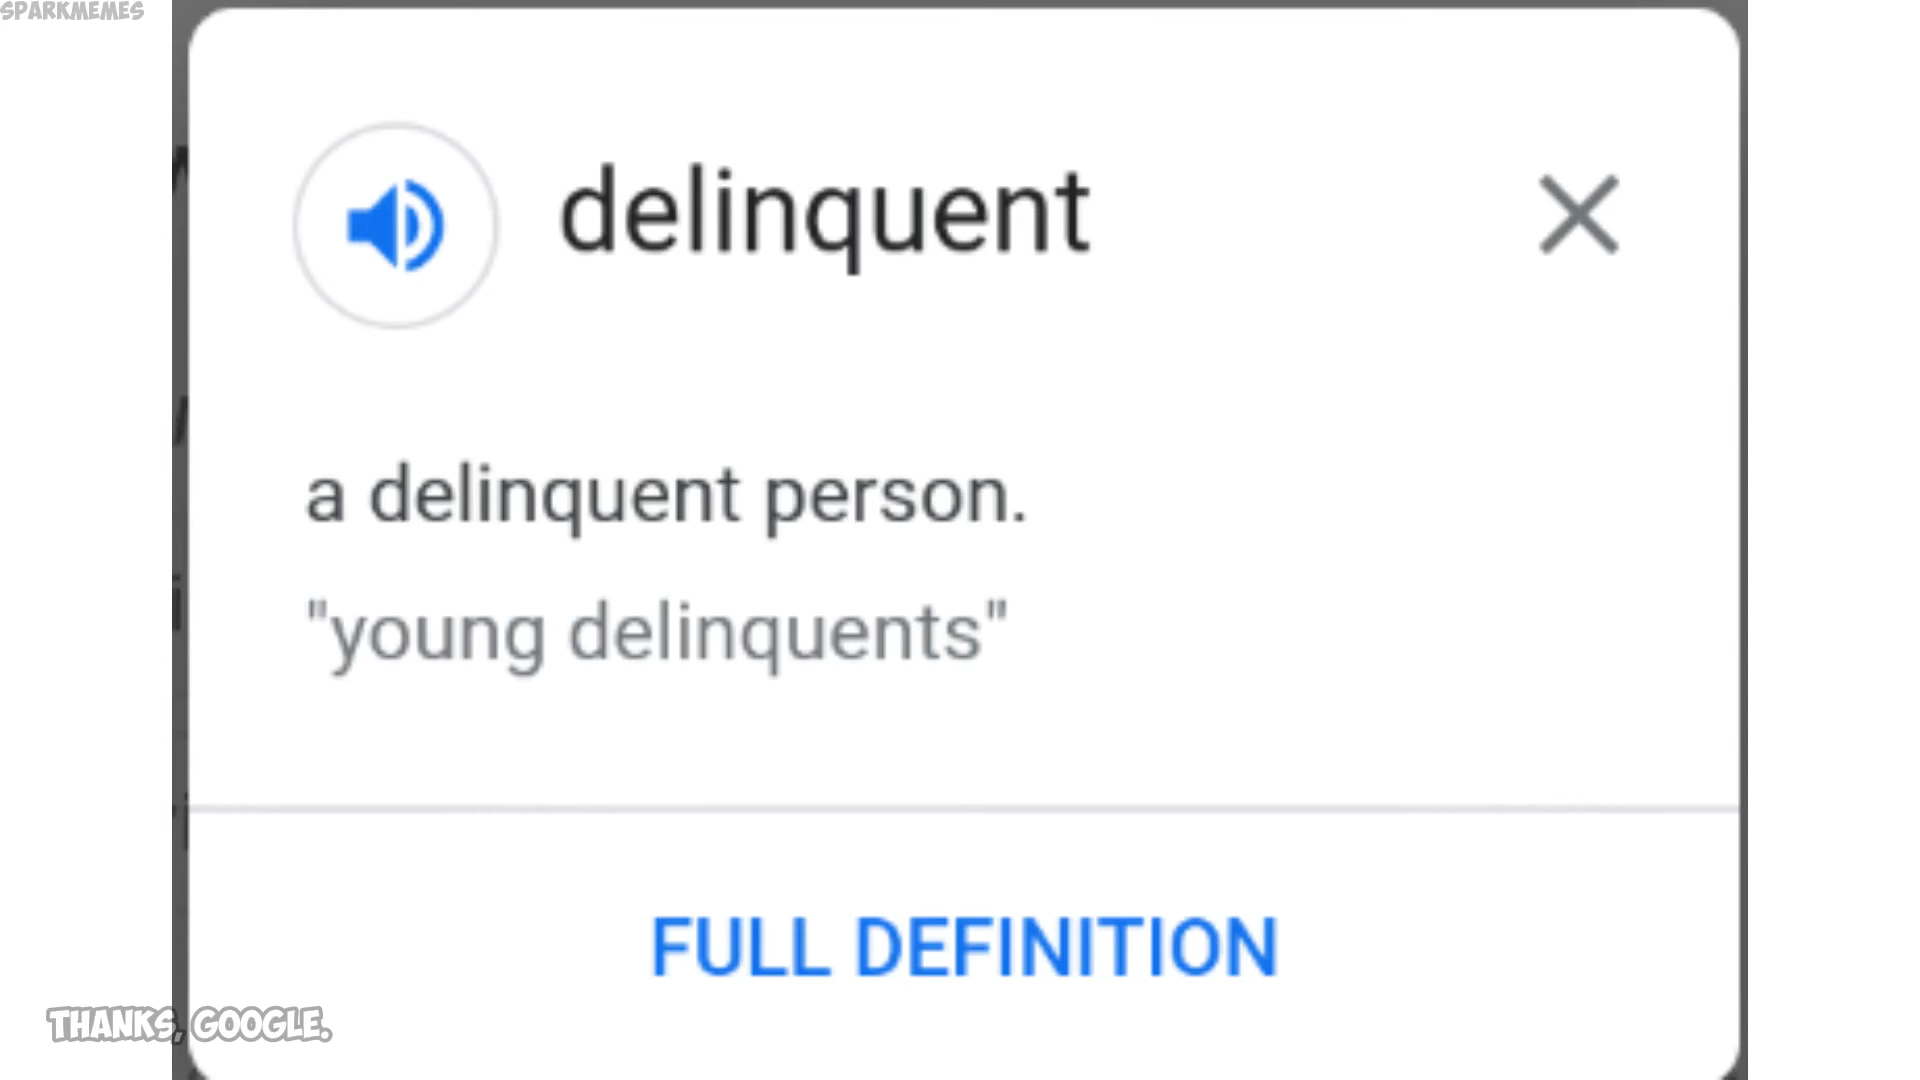 SPARKMEMES
delinquent
a delinquent person.
"young delinquents"
FULL DEFINITION
THANKS, GOOGLE.